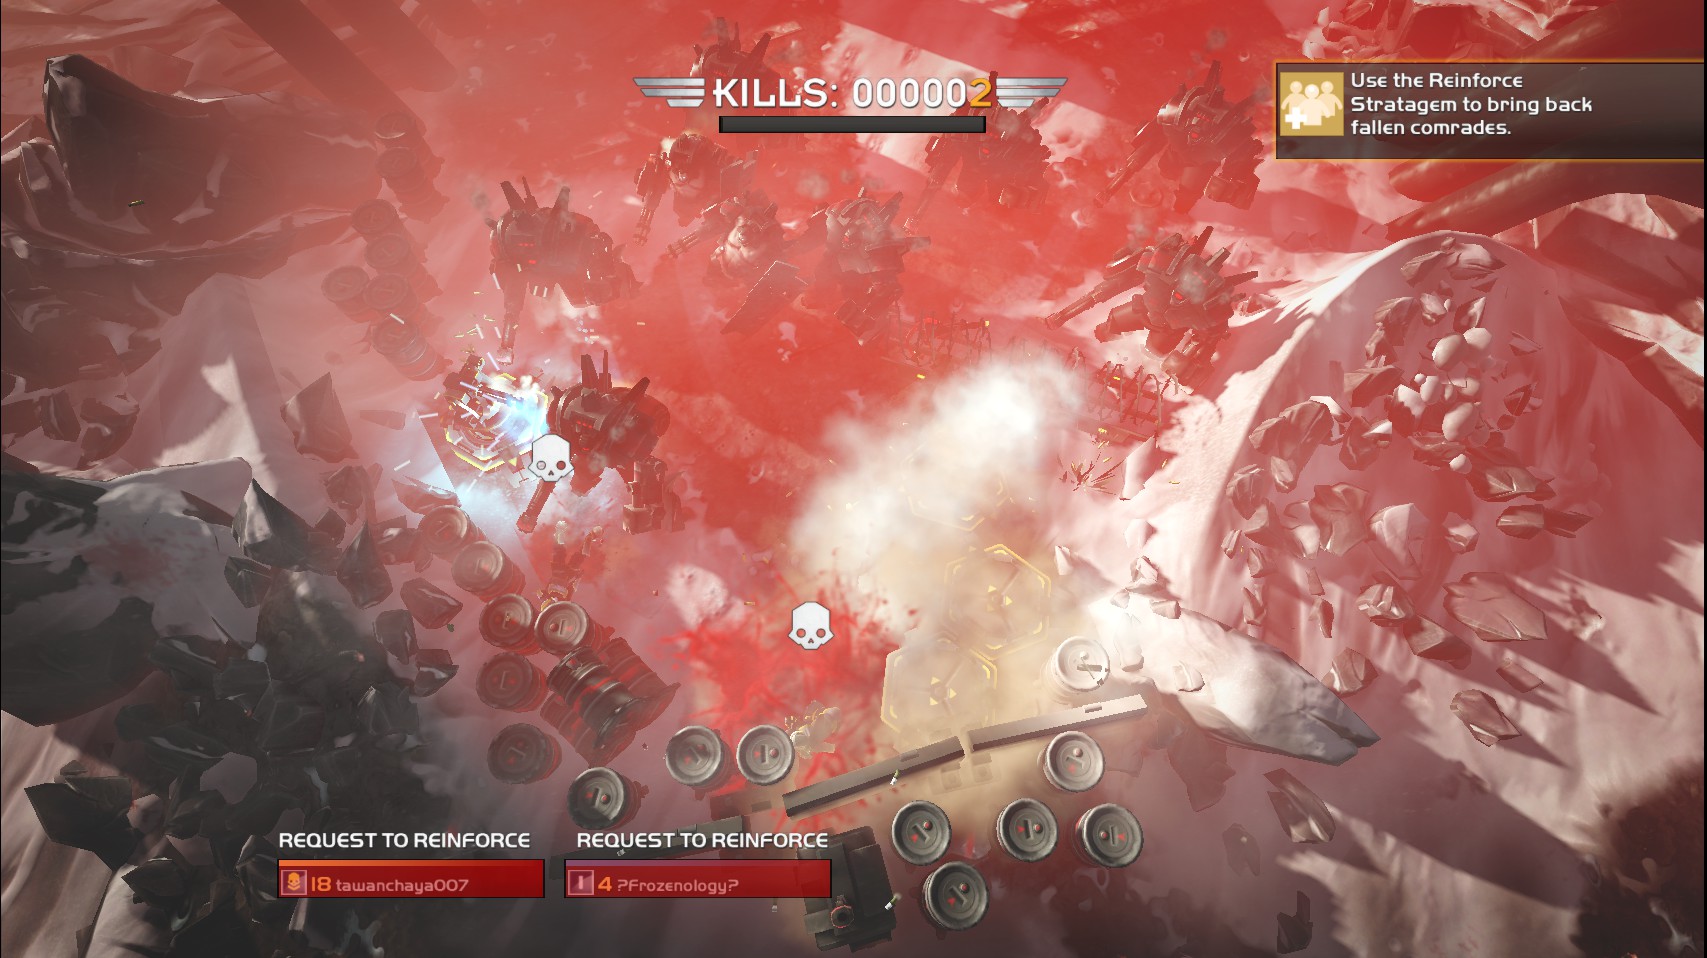 KILLS: 000002
Use the Reinforce
Stratagem to bring back
fallen comrades.
REQUEST TO REINFORCE
18 tawanchaya007
REQUEST TO REINFORCE
4 ?Frozenology?